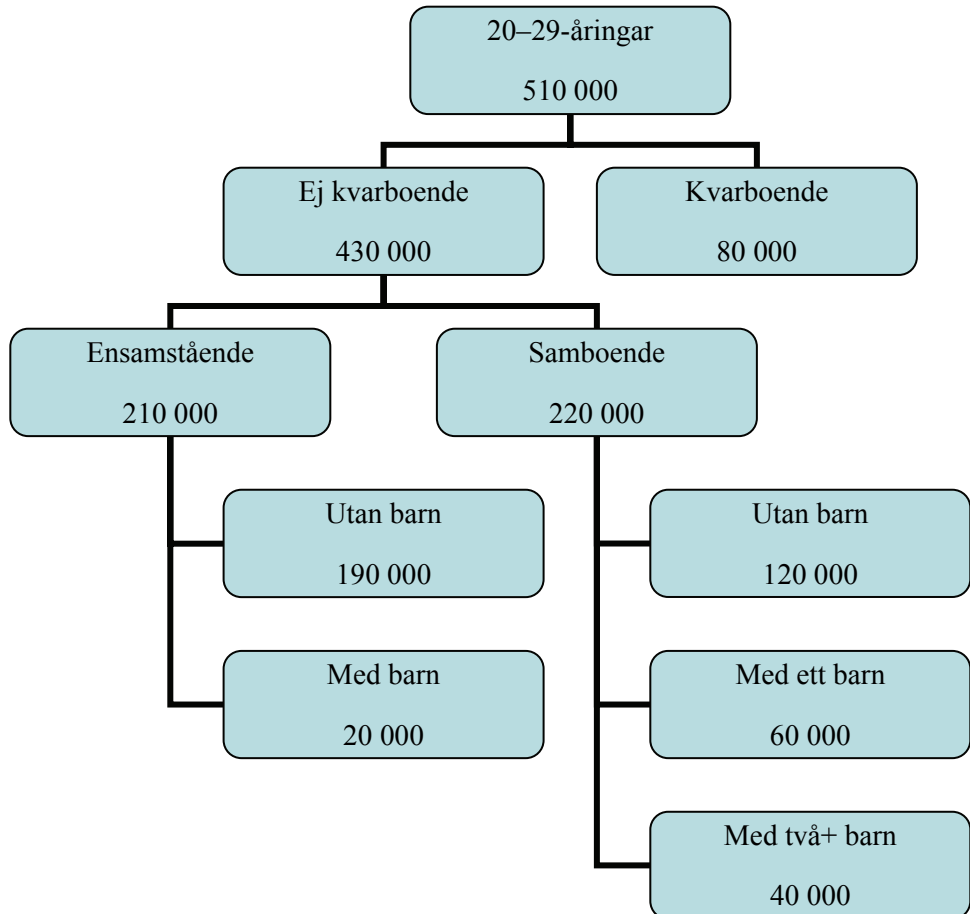 20–29-åringar
510 000
Ej kvarboende
430 000
Kvarboende
80 000
Ensamstående
210 000
Samboende
220 000
Utan barn
190 000
Utan barn
120 000
Med barn
20 000
Med ett barn
60 000
Med två+ barn
40 000